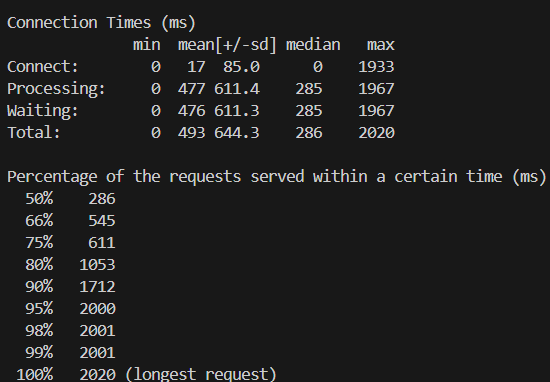 Connection Times (ms)
              min  mean[+/-sd] median   max
Connect:        0   17  85.0      0    1933
Processing:     0  477 611.4    285    1967
Waiting:        0  476 611.3    285    1967
Total:          0  493 644.3    286    2020
Percentage of the requests served within a certain time (ms)
  50%    286
  66%    545
  75%    611
  80%   1053
  90%   1712
  95%   2000
  98%   2001
  99%   2001
 100%   2020 (longest request)